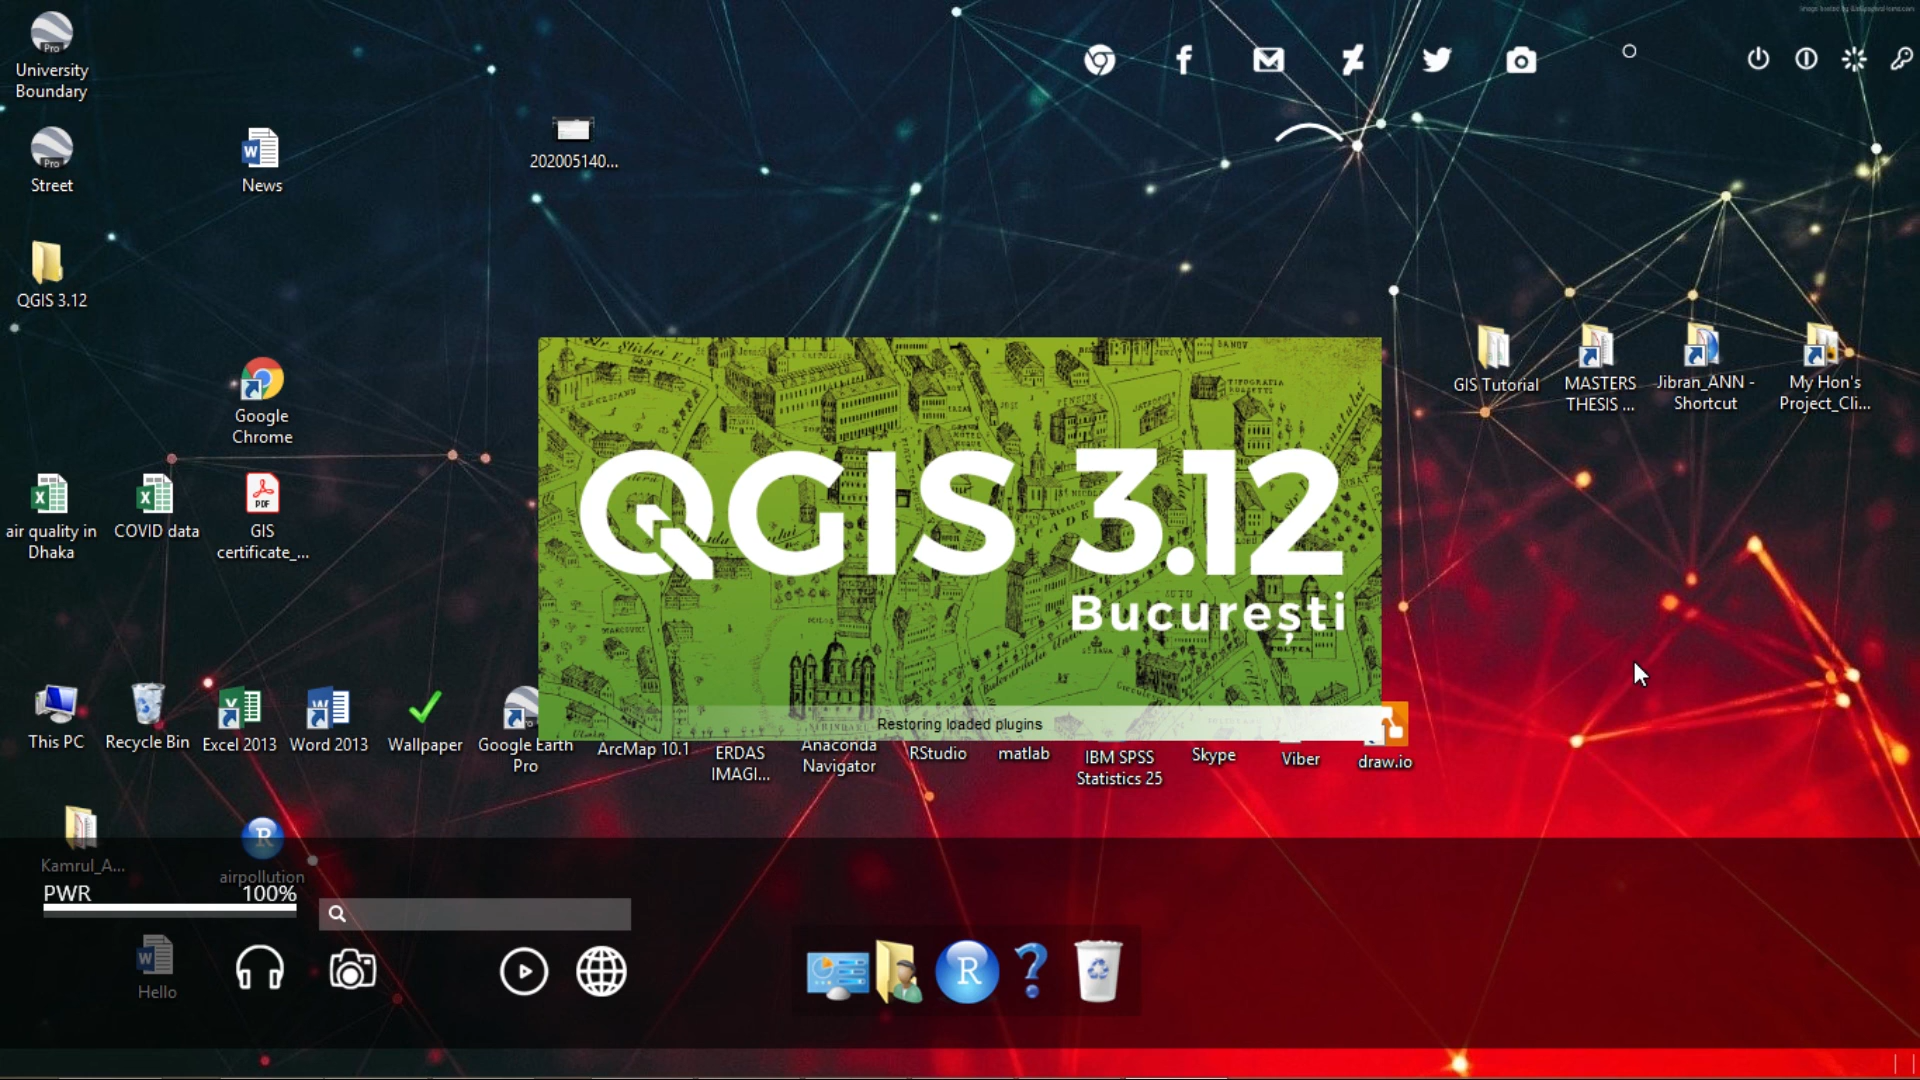 Pro
University
Boundary
Pro
Street
W
News
202005140...
QGIS 3.12
Google
Chrome
GIS Tutorial
MASTERS
THESIS ...
Jibran_ANN -
Shortcut
My Hon's
Project_Cli...
air quality in
Dhaka
COVID data
PDF
GIS
certificate_...
QGIS 3.12
București
Restoring loaded plugins
This PC
Recycle Bin
Excel 2013
Word 2013
Wallpaper
Google Earth
Pro
ArcMap 10.1
ERDAS
IMAGI...
Anaconda
Navigator
RStudio
matlab
IBM SPSS
Statistics 25
Skype
Viber
draw.io
Kamrul_A...
R
airpollution
PWR 100%
W
Hello
R
?